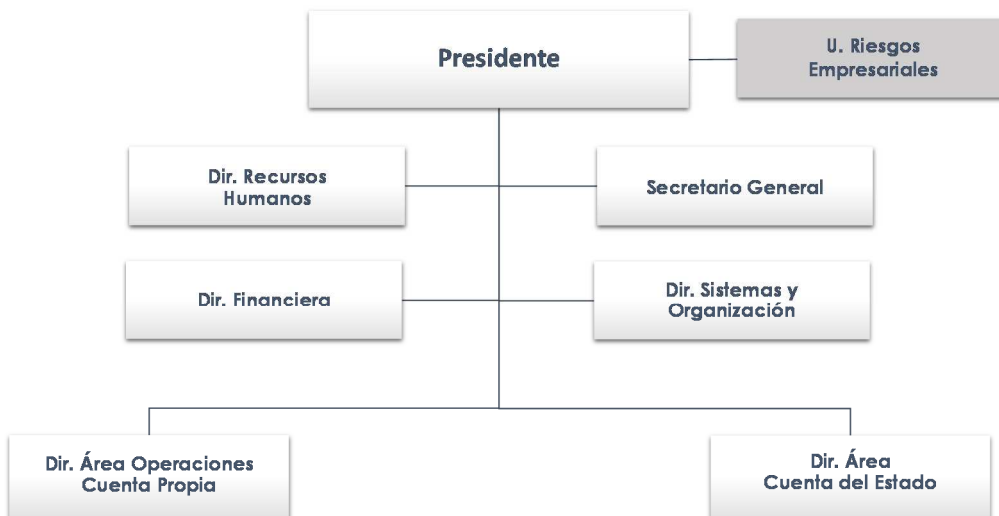 Presidente
U. Riesgos
Empresariales
Dir. Recursos
Humanos
Secretario General
Dir. Financiera
Dir. Sistemas y
Organización
Dir. Área Operaciones
Cuenta Propia
Dir. Área
Cuenta del Estado